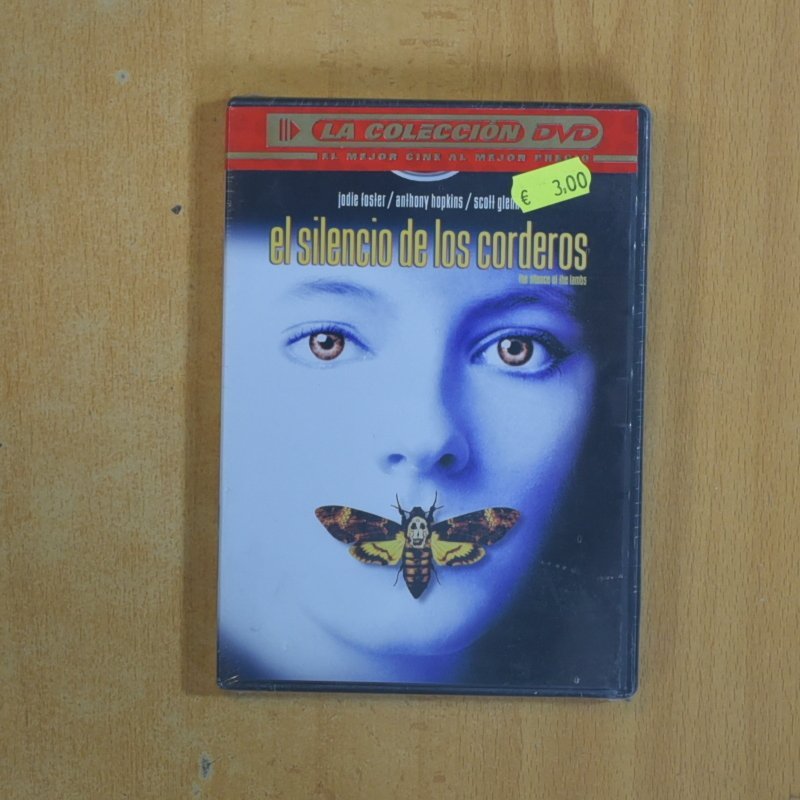 LA COLECCIÓN DVD
EL MEJOR CINE AL MEJOR PRECIO
€ 3,00
jodie foster / anthony hopkins / scott glenn
el silencio de los corderos
the silence of the lambs